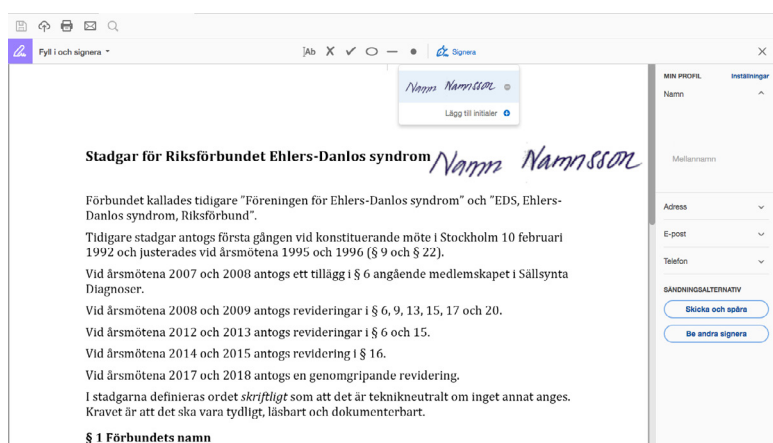 Fyll i och signera
Ab
Signera
Namn Namnsson
Lägg till initialer
MIN PROFIL Inställningar
Namn
Mellannamn
Adress
E-post
Telefon
SÄNDNINGSALTERNATIV
Skicka och spåra
Be andra signera
Stadgar för Riksförbundet Ehlers-Danlos syndrom Namn Namnsson
Förbundet kallades tidigare ”Föreningen för Ehlers-Danlos syndrom” och ”EDS, Ehlers-
Danlos syndrom, Riksförbund”.
Tidigare stadgar antogs första gången vid konstituerande möte i Stockholm 10 februari
1992 och justerades vid årsmötena 1995 och 1996 (§ 9 och § 22).
Vid årsmötena 2007 och 2008 antogs ett tillägg i § 6 angående medlemskapet i Sällsynta
Diagnoser.
Vid årsmötena 2008 och 2009 antogs revideringar i § 6, 9, 13, 15, 17 och 20.
Vid årsmötena 2012 och 2013 antogs revideringar i § 6 och 15.
Vid årsmötena 2014 och 2015 antogs revidering i § 16.
Vid årsmötena 2017 och 2018 antogs en genomgripande revidering.
I stadgarna definieras ordet skriftligt som att det är teknikneutralt om inget annat anges.
Kravet är att det ska vara tydligt, läsbart och dokumenterbart.
§ 1 Förbundets namn